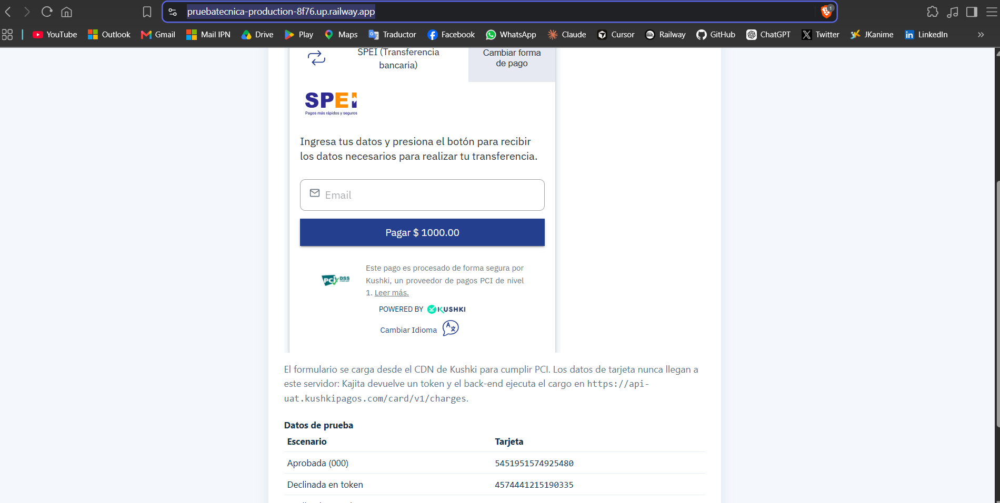 pruebatecnica-production-8f76.up.railway.app
1
YouTube Outlook Gmail Mail IPN Drive Play Maps Traductor Facebook WhatsApp Claude Cursor Railway GitHub ChatGPT Twitter JKanime LinkedIn
SPEI (Transferencia
bancaria)
Cambiar forma
de pago
SPEI
Pagos más rápidos y seguros
Ingresa tus datos y presiona el botón para recibir
los datos necesarios para realizar tu transferencia.
Email
Pagar $ 1000.00
PCI DSS
Este pago es procesado de forma segura por
Kushki, un proveedor de pagos PCI de nivel
1. Leer más.
POWERED BY KUSHKI
Cambiar Idioma
El formulario se carga desde el CDN de Kushki para cumplir PCI. Los datos de tarjeta nunca llegan a
este servidor: Kajita devuelve un token y el back-end ejecuta el cargo en https://api-
uat.kushkipagos.com/card/v1/charges.
Datos de prueba
Escenario Tarjeta
Aprobada (000) 5451951574925480
Declinada en token 4574441215190335